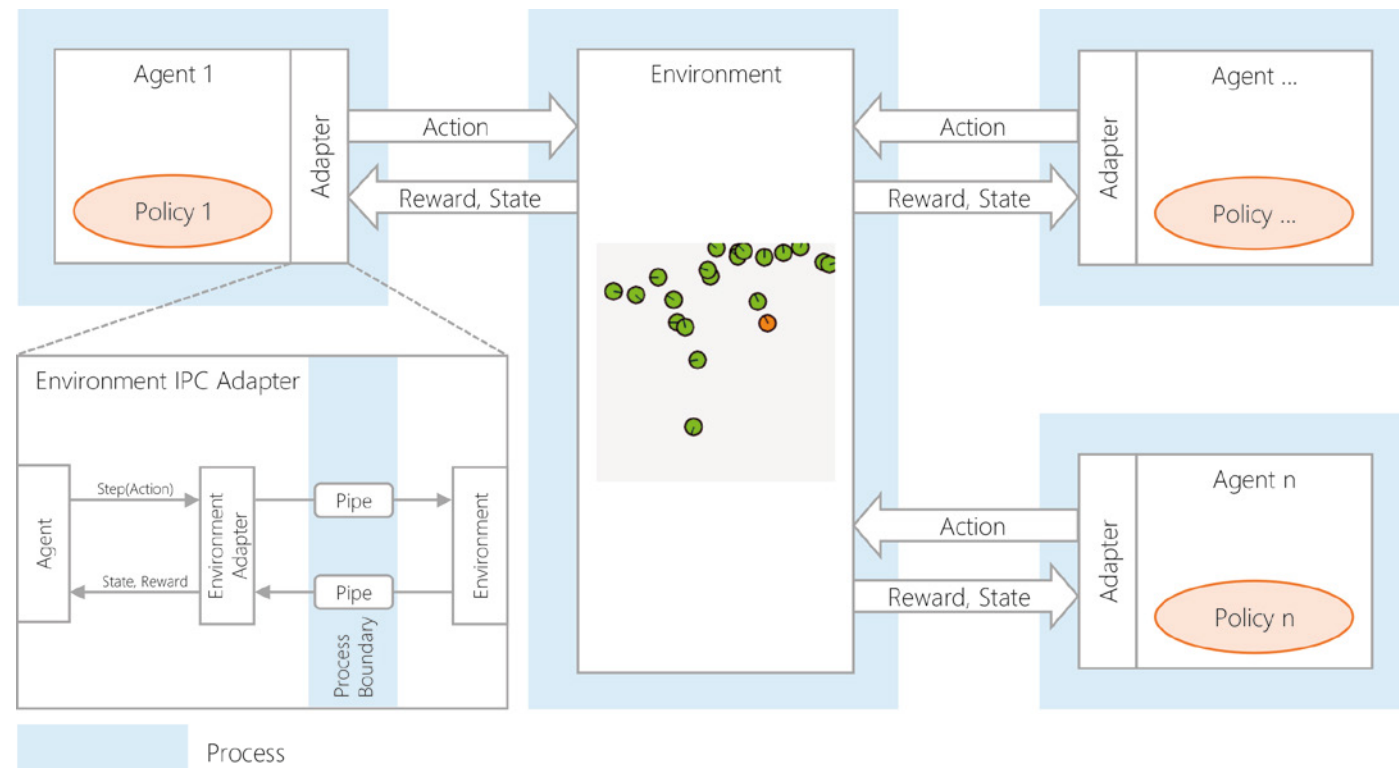 Agent 1
Adapter
Policy 1
Action
Reward, State
Environment
Action
Reward, State
Agent ...
Adapter
Policy ...
Environment IPC Adapter
Agent
Step(Action)
State, Reward
Environment
Adapter
Pipe
Pipe
Process
Boundary
Environment
Action
Reward, State
Agent n
Adapter
Policy n
Process